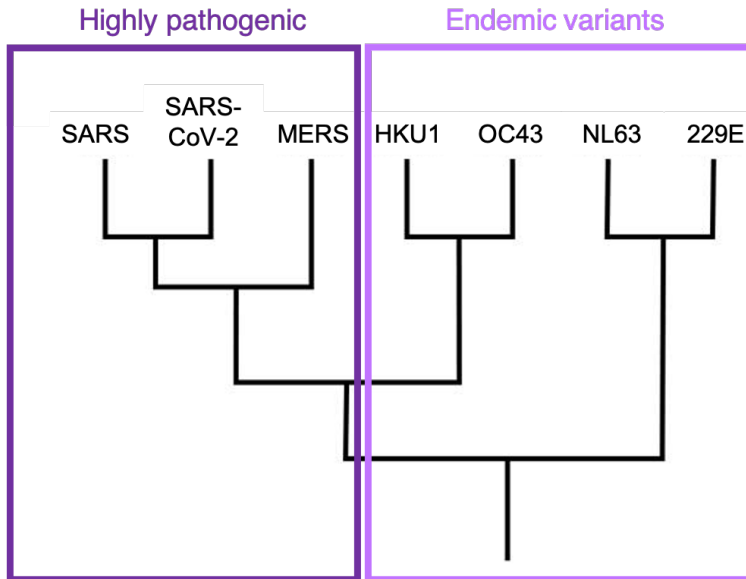 Highly pathogenic
Endemic variants
SARS
SARS-
CoV-2
MERS
HKU1
OC43
NL63
229E